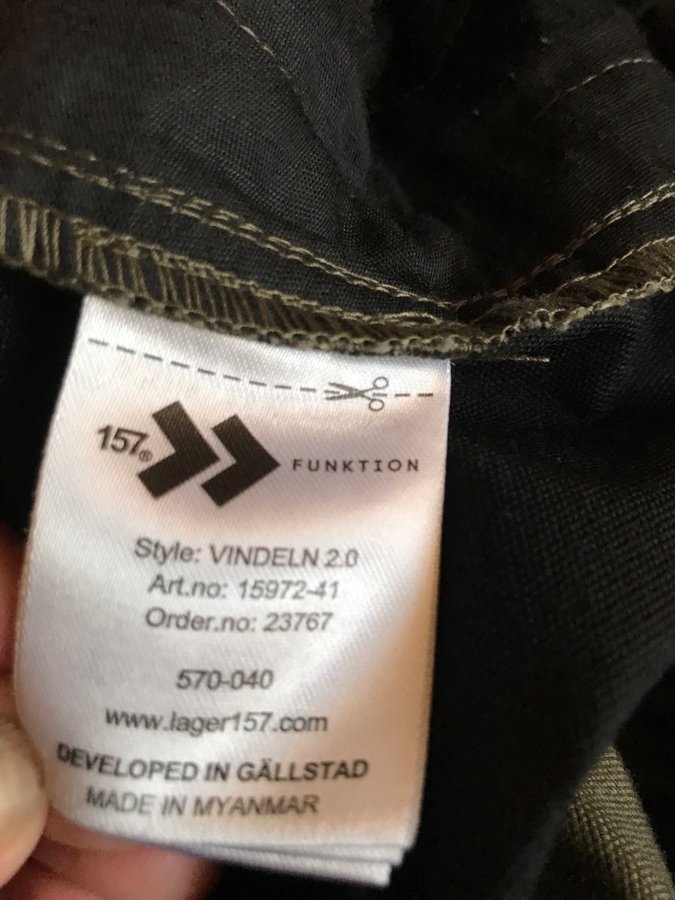 157®
FUNKTION
Style: VINDELN 2.0
Art.no: 15972-41
Order.no: 23767
570-040
www.lager157.com
DEVELOPED IN GÄLLSTAD
MADE IN MYANMAR